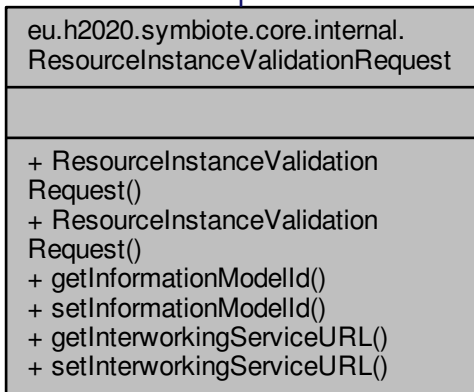 eu.h2020.symbiote.core.internal.
ResourceInstanceValidationRequest
+ ResourceInstanceValidation
Request()
+ ResourceInstanceValidation
Request()
+ getInformationModelId()
+ setInformationModelId()
+ getInterworkingServiceURL()
+ setInterworkingServiceURL()